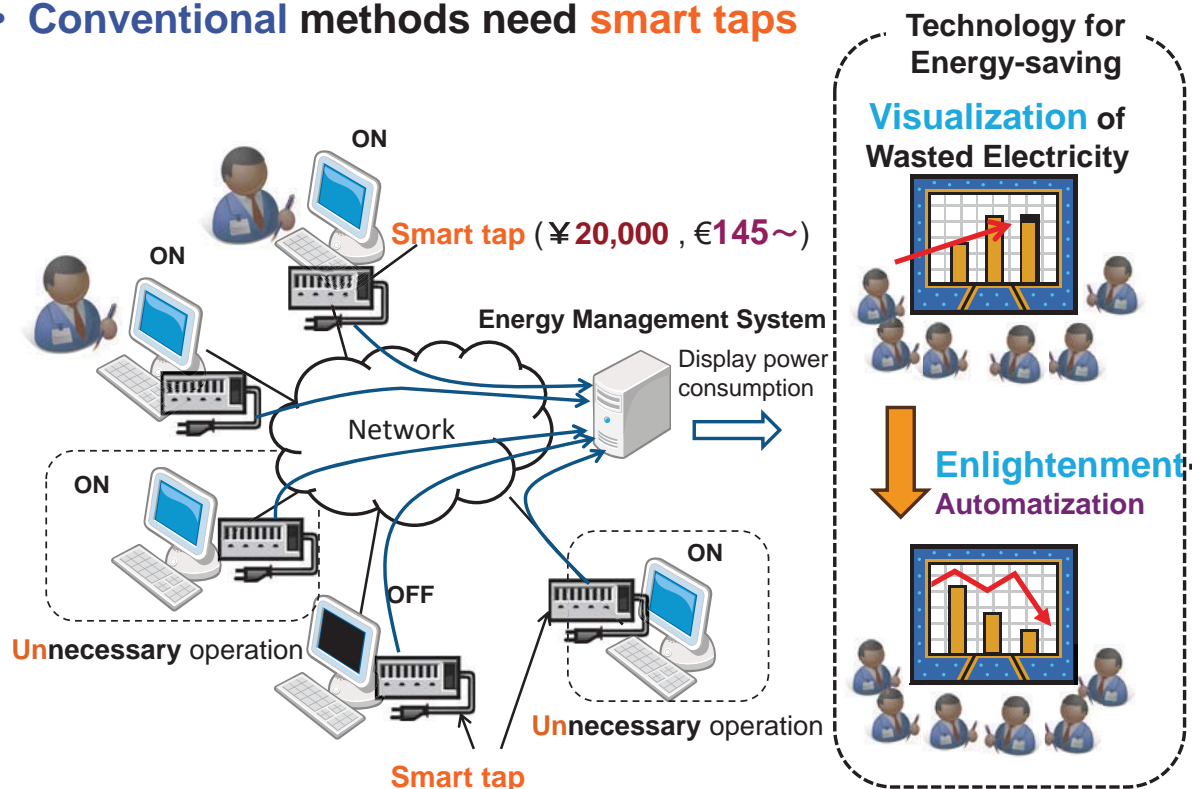 • Conventional methods need smart taps
Technology for
Energy-saving
Visualization of
Wasted Electricity
ON
Smart tap (¥20,000 , €145～)
ON
Energy Management System
Display power
consumption
Network
Enlightenment·
Automatization
ON
ON
OFF
Unnecessary operation
Unnecessary operation
Smart tap